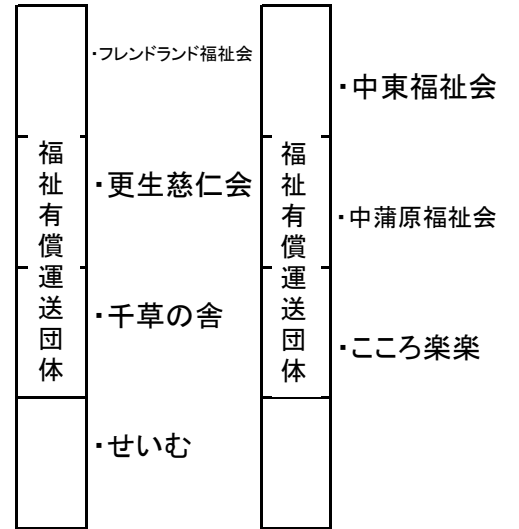 福祉有償運送団体
・フレンドランド福祉会
・更生慈仁会
・千草の舎
・せいむ
福祉有償運送団体
・中東福祉会
・中蒲原福祉会
・こころ楽楽